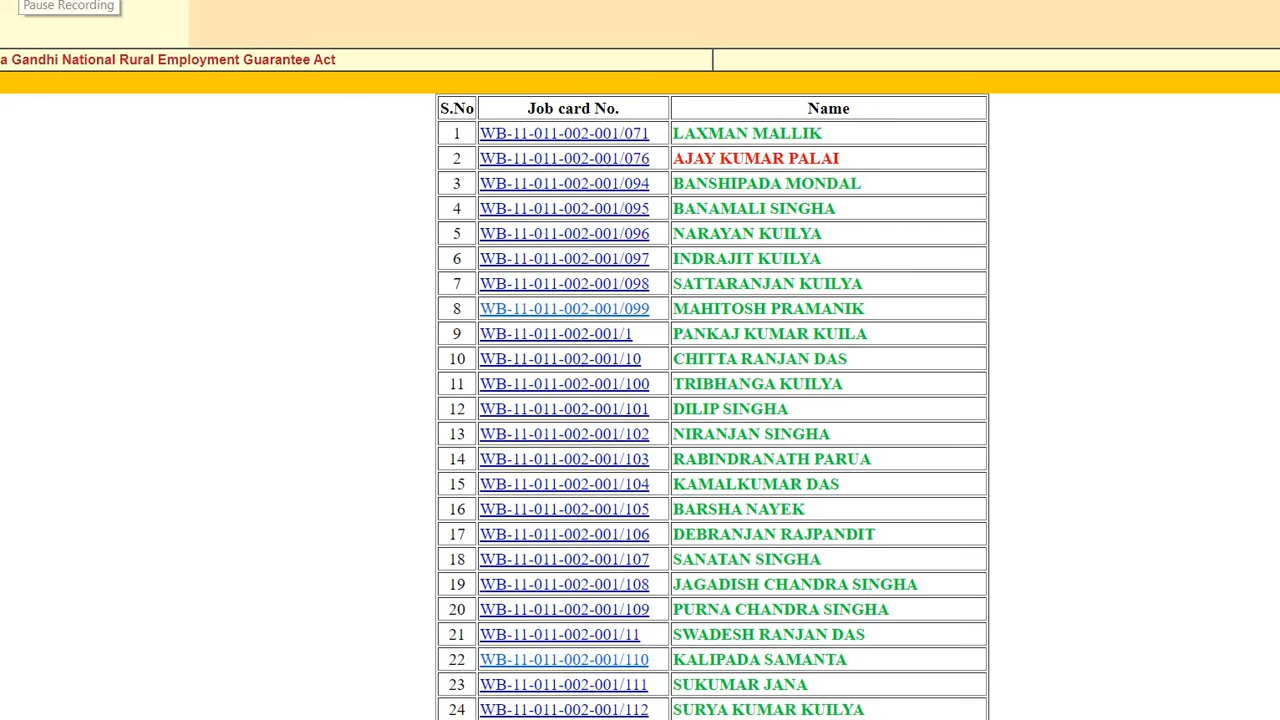 Pause Recording
a Gandhi National Rural Employment Guarantee Act
S.No Job card No. Name
1 WB-11-011-002-001/071 LAXMAN MALLIK
2 WB-11-011-002-001/076 AJAY KUMAR PALAI
3 WB-11-011-002-001/094 BANSHIPADA MONDAL
4 WB-11-011-002-001/095 BANAMALI SINGHA
5 WB-11-011-002-001/096 NARAYAN KUILYA
6 WB-11-011-002-001/097 INDRAJIT KUILYA
7 WB-11-011-002-001/098 SATTARANJAN KUILYA
8 WB-11-011-002-001/099 MAHITOSH PRAMANIK
9 WB-11-011-002-001/1 PANKAJ KUMAR KUILA
10 WB-11-011-002-001/10 CHITTA RANJAN DAS
11 WB-11-011-002-001/100 TRIBHANGA KUILYA
12 WB-11-011-002-001/101 DILIP SINGHA
13 WB-11-011-002-001/102 NIRANJAN SINGHA
14 WB-11-011-002-001/103 RABINDRANATH PARUA
15 WB-11-011-002-001/104 KAMALKUMAR DAS
16 WB-11-011-002-001/105 BARSHA NAYEK
17 WB-11-011-002-001/106 DEBRANJAN RAJPANDIT
18 WB-11-011-002-001/107 SANATAN SINGHA
19 WB-11-011-002-001/108 JAGADISH CHANDRA SINGHA
20 WB-11-011-002-001/109 PURNA CHANDRA SINGHA
21 WB-11-011-002-001/11 SWADESH RANJAN DAS
22 WB-11-011-002-001/110 KALIPADA SAMANTA
23 WB-11-011-002-001/111 SUKUMAR JANA
24 WB-11-011-002-001/112 SURYA KUMAR KUILYA